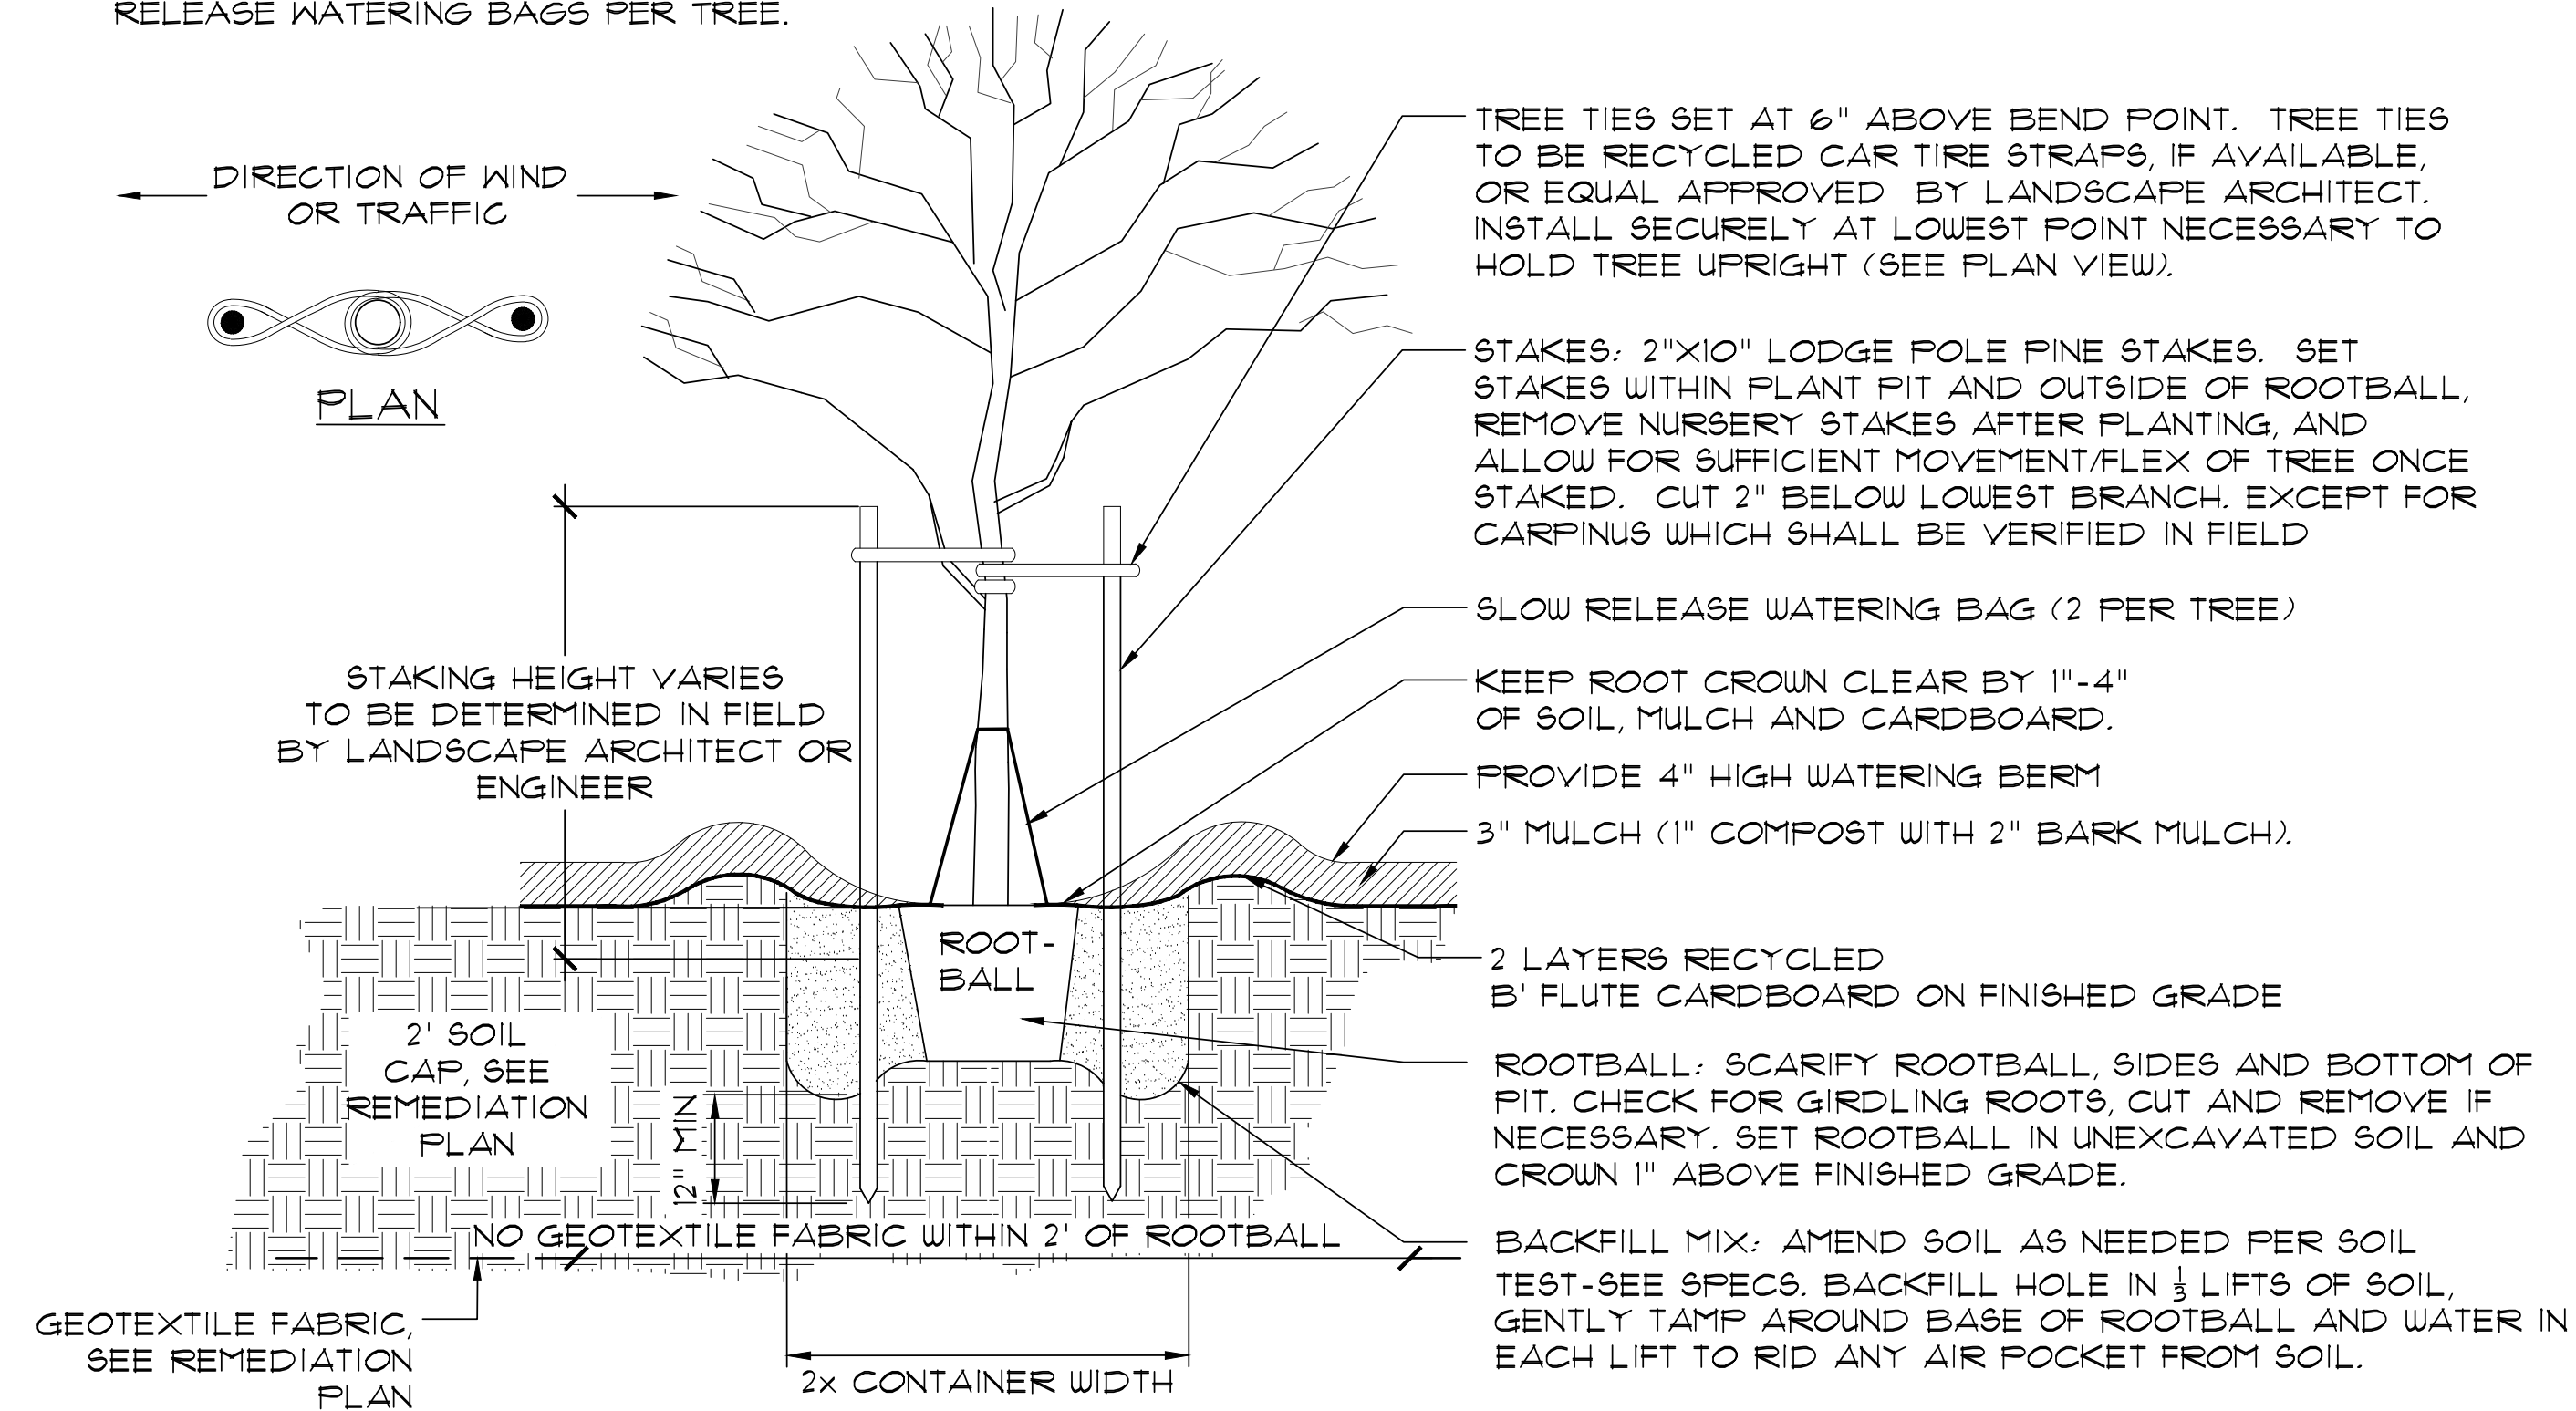 RELEASE WATERING BAGS PER TREE.
DIRECTION OF WIND
OR TRAFFIC
PLAN
STAKING HEIGHT VARIES
TO BE DETERMINED IN FIELD
BY LANDSCAPE ARCHITECT OR
ENGINEER
ROOT-
BALL
2' SOIL
CAP, SEE
REMEDIATION
PLAN
12" MIN
NO GEOTEXTILE FABRIC WITHIN 2' OF ROOTBALL
GEOTEXTILE FABRIC,
SEE REMEDIATION
PLAN
2x CONTAINER WIDTH
TREE TIES SET AT 6" ABOVE BEND POINT. TREE TIES
TO BE RECYCLED CAR TIRE STRAPS, IF AVAILABLE,
OR EQUAL APPROVED BY LANDSCAPE ARCHITECT.
INSTALL SECURELY AT LOWEST POINT NECESSARY TO
HOLD TREE UPRIGHT (SEE PLAN VIEW).
STAKES: 2"X10" LODGE POLE PINE STAKES. SET
STAKES WITHIN PLANT PIT AND OUTSIDE OF ROOTBALL,
REMOVE NURSERY STAKES AFTER PLANTING, AND
ALLOW FOR SUFFICIENT MOVEMENT/FLEX OF TREE ONCE
STAKED. CUT 2" BELOW LOWEST BRANCH. EXCEPT FOR
CARPINUS WHICH SHALL BE VERIFIED IN FIELD
SLOW RELEASE WATERING BAG (2 PER TREE)
KEEP ROOT CROWN CLEAR BY 1"-4"
OF SOIL, MULCH AND CARDBOARD.
PROVIDE 4" HIGH WATERING BERM
3" MULCH (1" COMPOST WITH 2" BARK MULCH).
2 LAYERS RECYCLED
B' FLUTE CARDBOARD ON FINISHED GRADE
ROOTBALL: SCARIFY ROOTBALL, SIDES AND BOTTOM OF
PIT. CHECK FOR GIRDLING ROOTS, CUT AND REMOVE IF
NECESSARY. SET ROOTBALL IN UNEXCAVATED SOIL AND
CROWN 1" ABOVE FINISHED GRADE.
BACKFILL MIX: AMEND SOIL AS NEEDED PER SOIL
TEST-SEE SPECS. BACKFILL HOLE IN 1/3 LIFTS OF SOIL,
GENTLY TAMP AROUND BASE OF ROOTBALL AND WATER IN
EACH LIFT TO RID ANY AIR POCKET FROM SOIL.